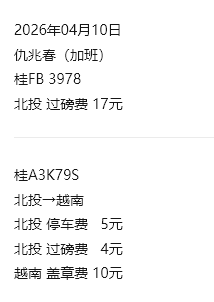 2026年04月10日
仇兆春（加班）
桂FB 3978
北投 过磅费 17元
桂A3K79S
北投→越南
北投 停车费 5元
北投 过磅费 4元
越南 盖章费 10元